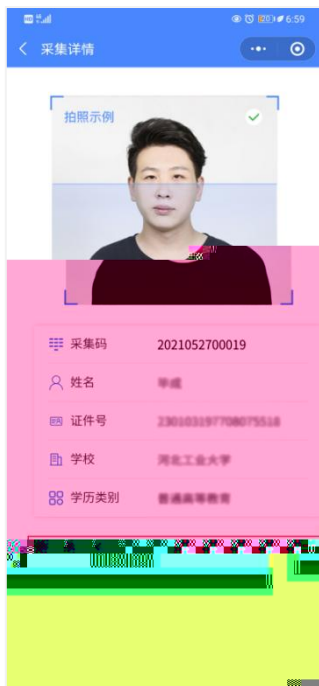 6:59
采集详情
拍照示例
采集码 2021052700019
姓名
证件号
学校 河北工业大学
学历类别 普通高等教育